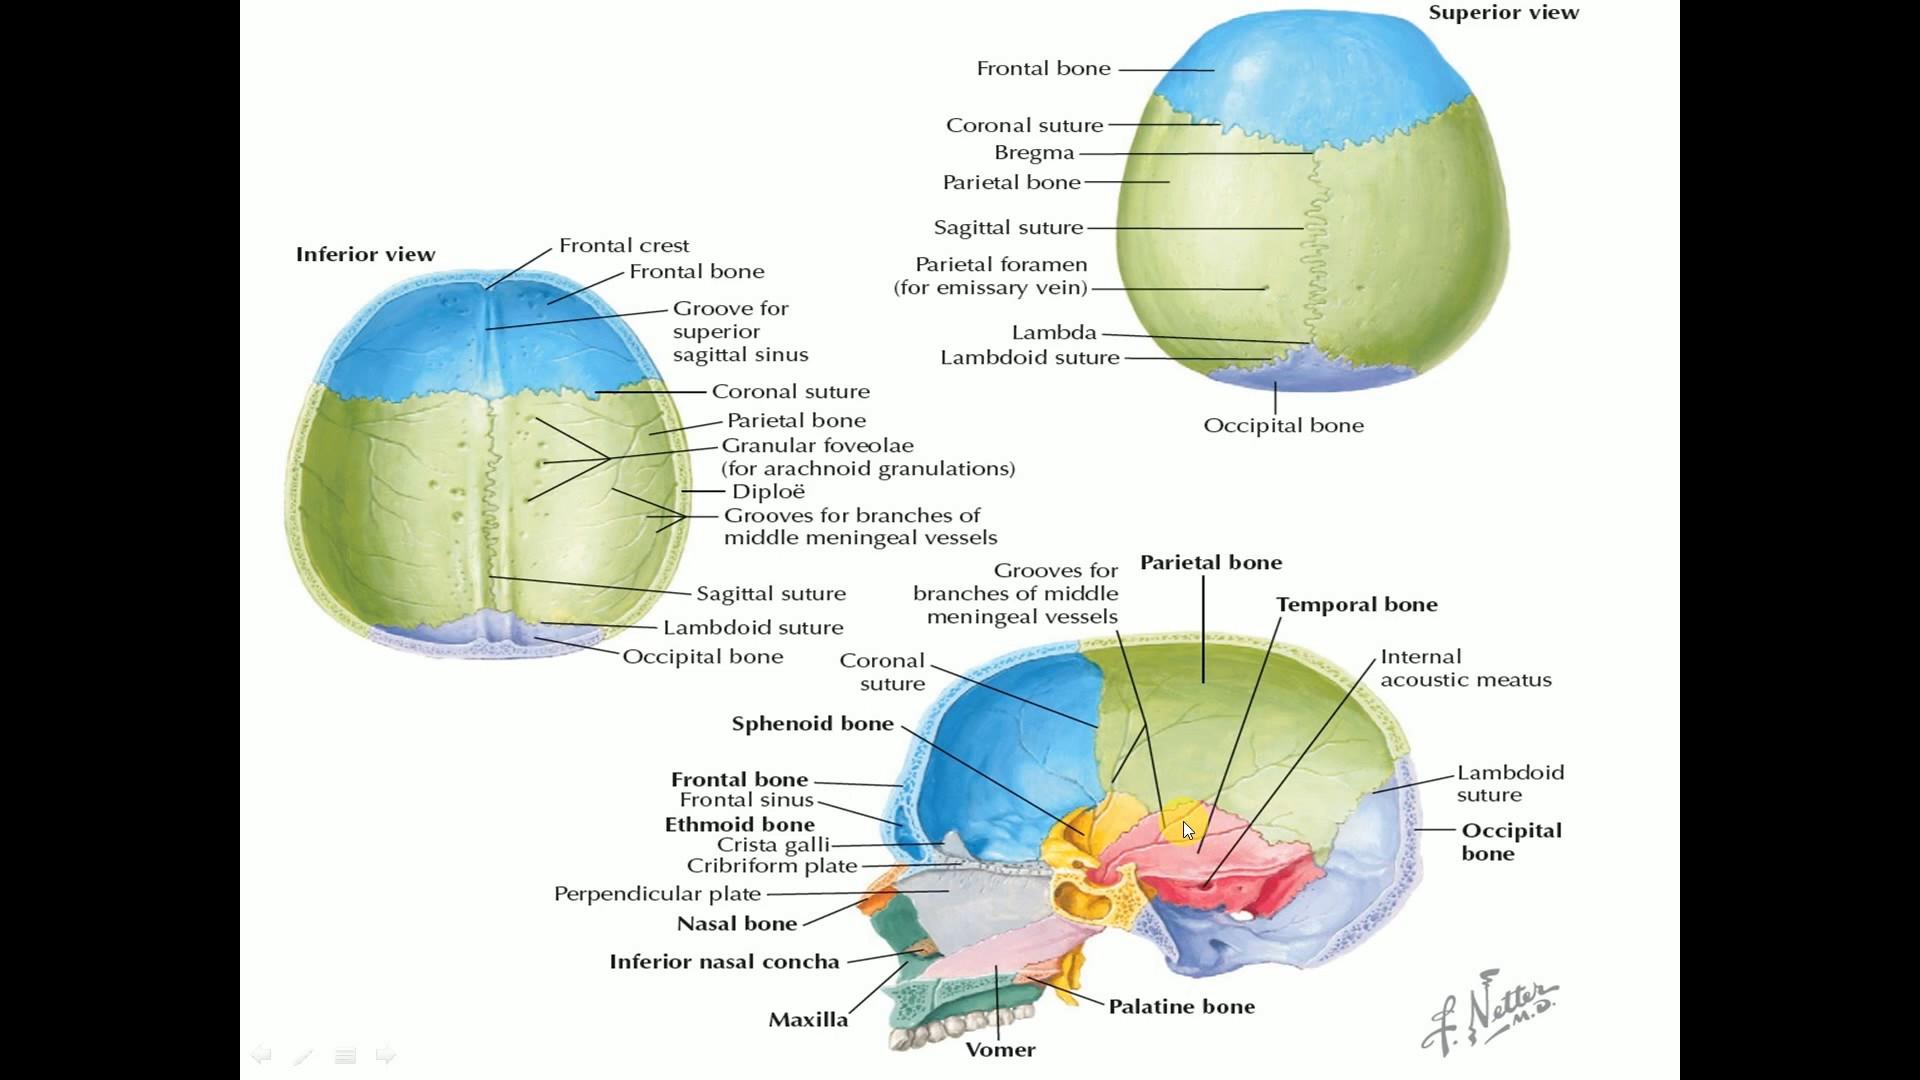 Superior view
Frontal bone
Coronal suture
Bregma
Parietal bone
Sagittal suture
Parietal foramen
(for emissary vein)
Lambda
Lambdoid suture
Occipital bone
Inferior view
Frontal crest
Frontal bone
Groove for
superior
sagittal sinus
Coronal suture
Parietal bone
Granular foveolae
(for arachnoid granulations)
Diploë
Grooves for branches of
middle meningeal vessels
Sagittal suture
Lambdoid suture
Occipital bone
Grooves for
branches of middle
meningeal vessels
Parietal bone
Temporal bone
Internal
acoustic meatus
Coronal
suture
Sphenoid bone
Frontal bone
Frontal sinus
Ethmoid bone
Crista galli
Cribriform plate
Perpendicular plate
Nasal bone
Inferior nasal concha
Maxilla
Vomer
Palatine bone
Lambdoid
suture
Occipital
bone
F. Netter
M.D.